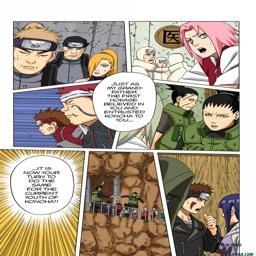 医
JUST AS
MY GRAND-
FATHER
THE FIRST
HOKAGE
BELIEVED IN
YOU AND
ENTRUSTED
KONOHA TO
YOU...
...IT IS
NOW YOUR
TURN TO
DO THE
SAME
FOR THE
CURRENT
YOUTH OF
KONOHA!!